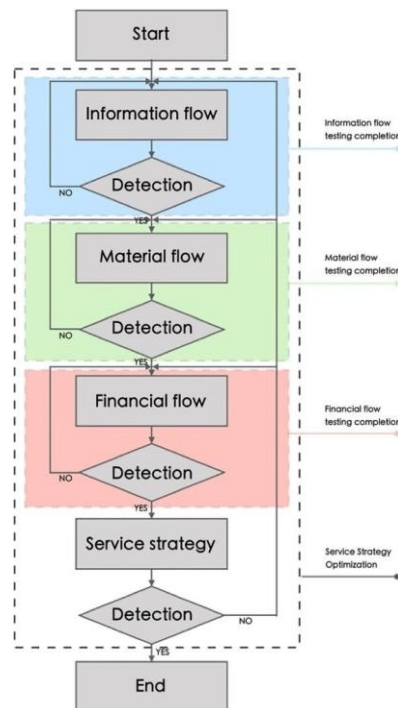 Start
Information flow
Information flow
testing completion
Detection
NO
YES
Material flow
Material flow
testing completion
Detection
NO
YES
Financial flow
Financial flow
testing completion
Detection
NO
YES
Service strategy
Service Strategy
Optimization
Detection
NO
YES
End